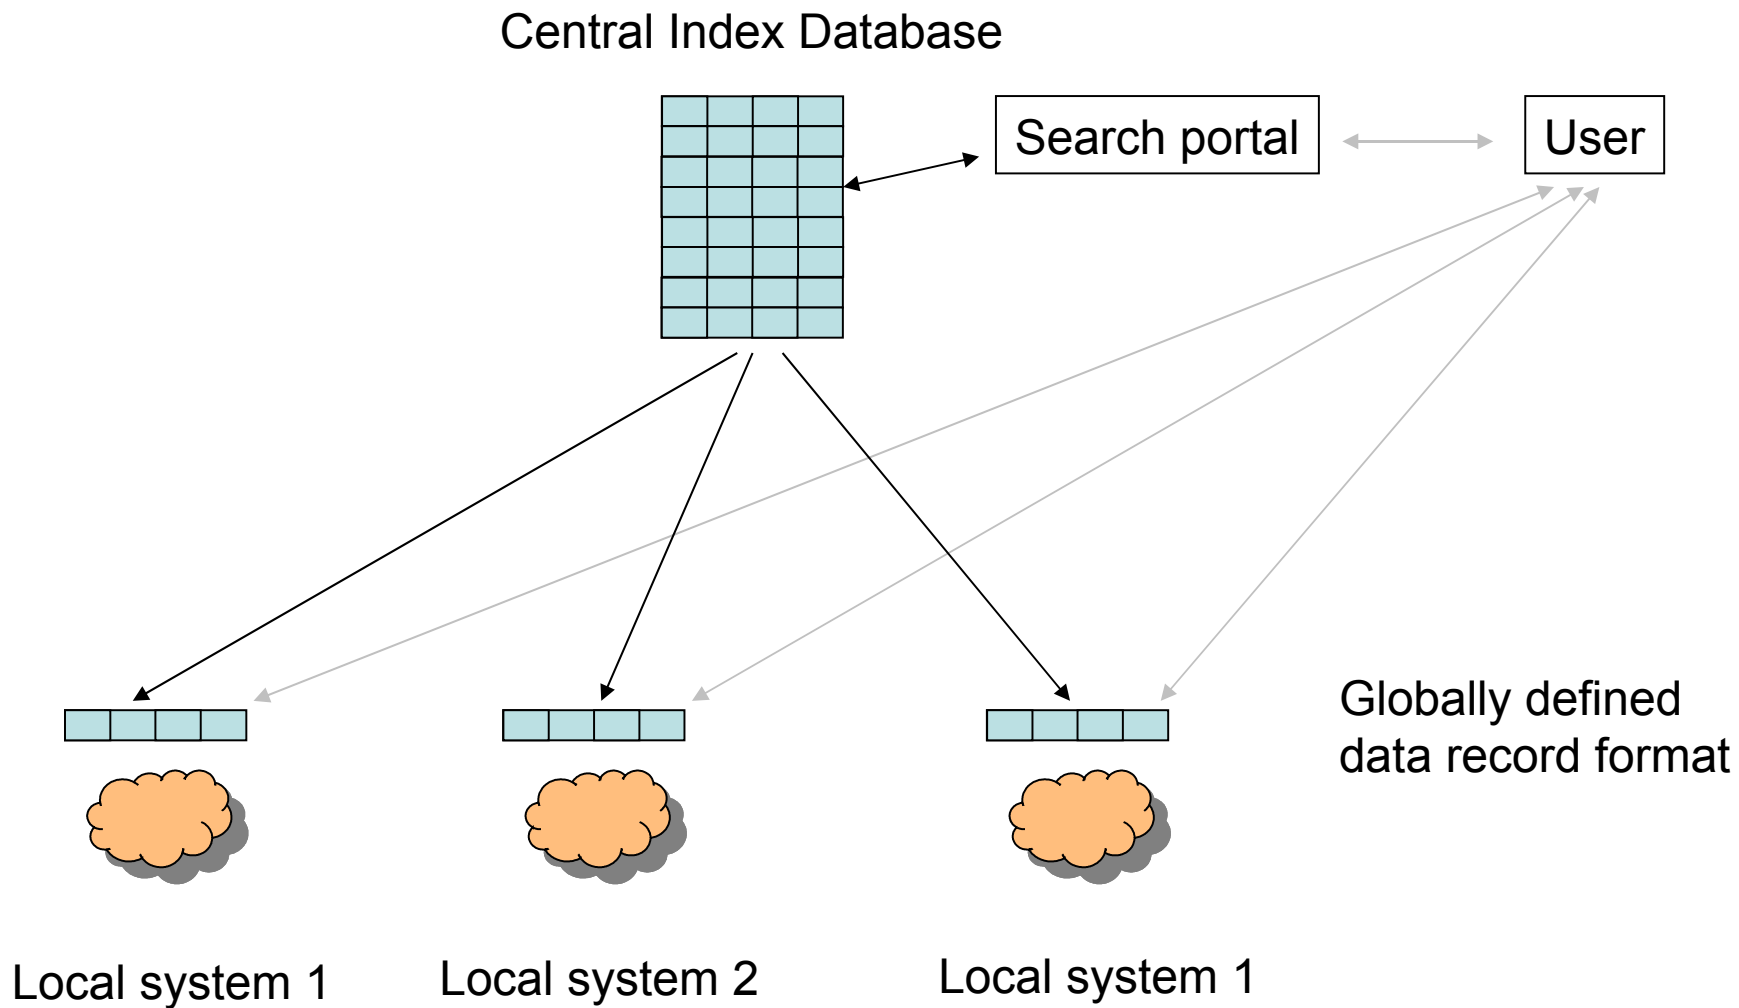 Central Index Database
Search portal
User
Globally defined
data record format
Local system 1
Local system 2
Local system 1